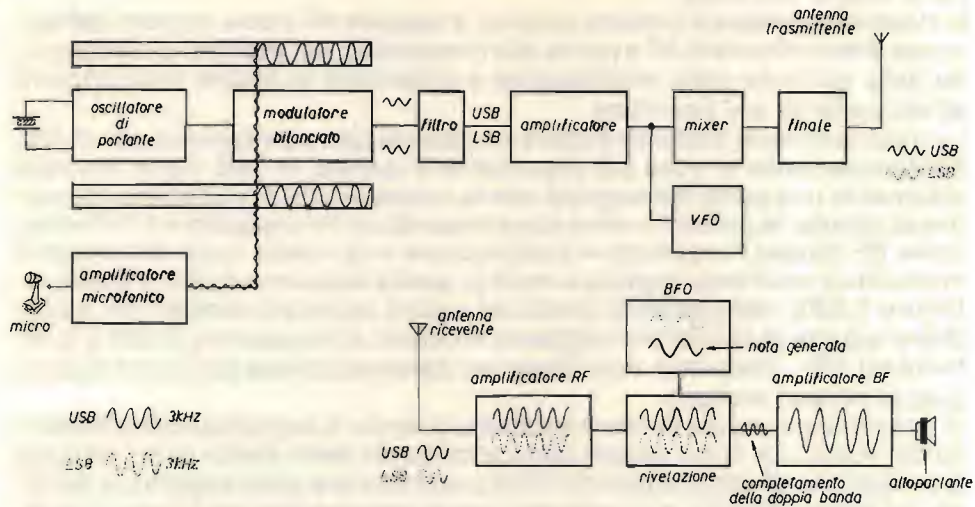 antenna
trasmittente
oscillatore
di
portante
modulatore
bilanciato
filtro
USB
LSB
amplificatore
mixer
finale
USB
LSB
VFO
amplificatore
microfonico
micro
antenna
ricevente
BFO
nota generata
amplificatore RF
amplificatore BF
USB 3KHZ
LSB 3KHZ
USB
LSB
rivelazione
completamento
della doppia banda
altoparlante